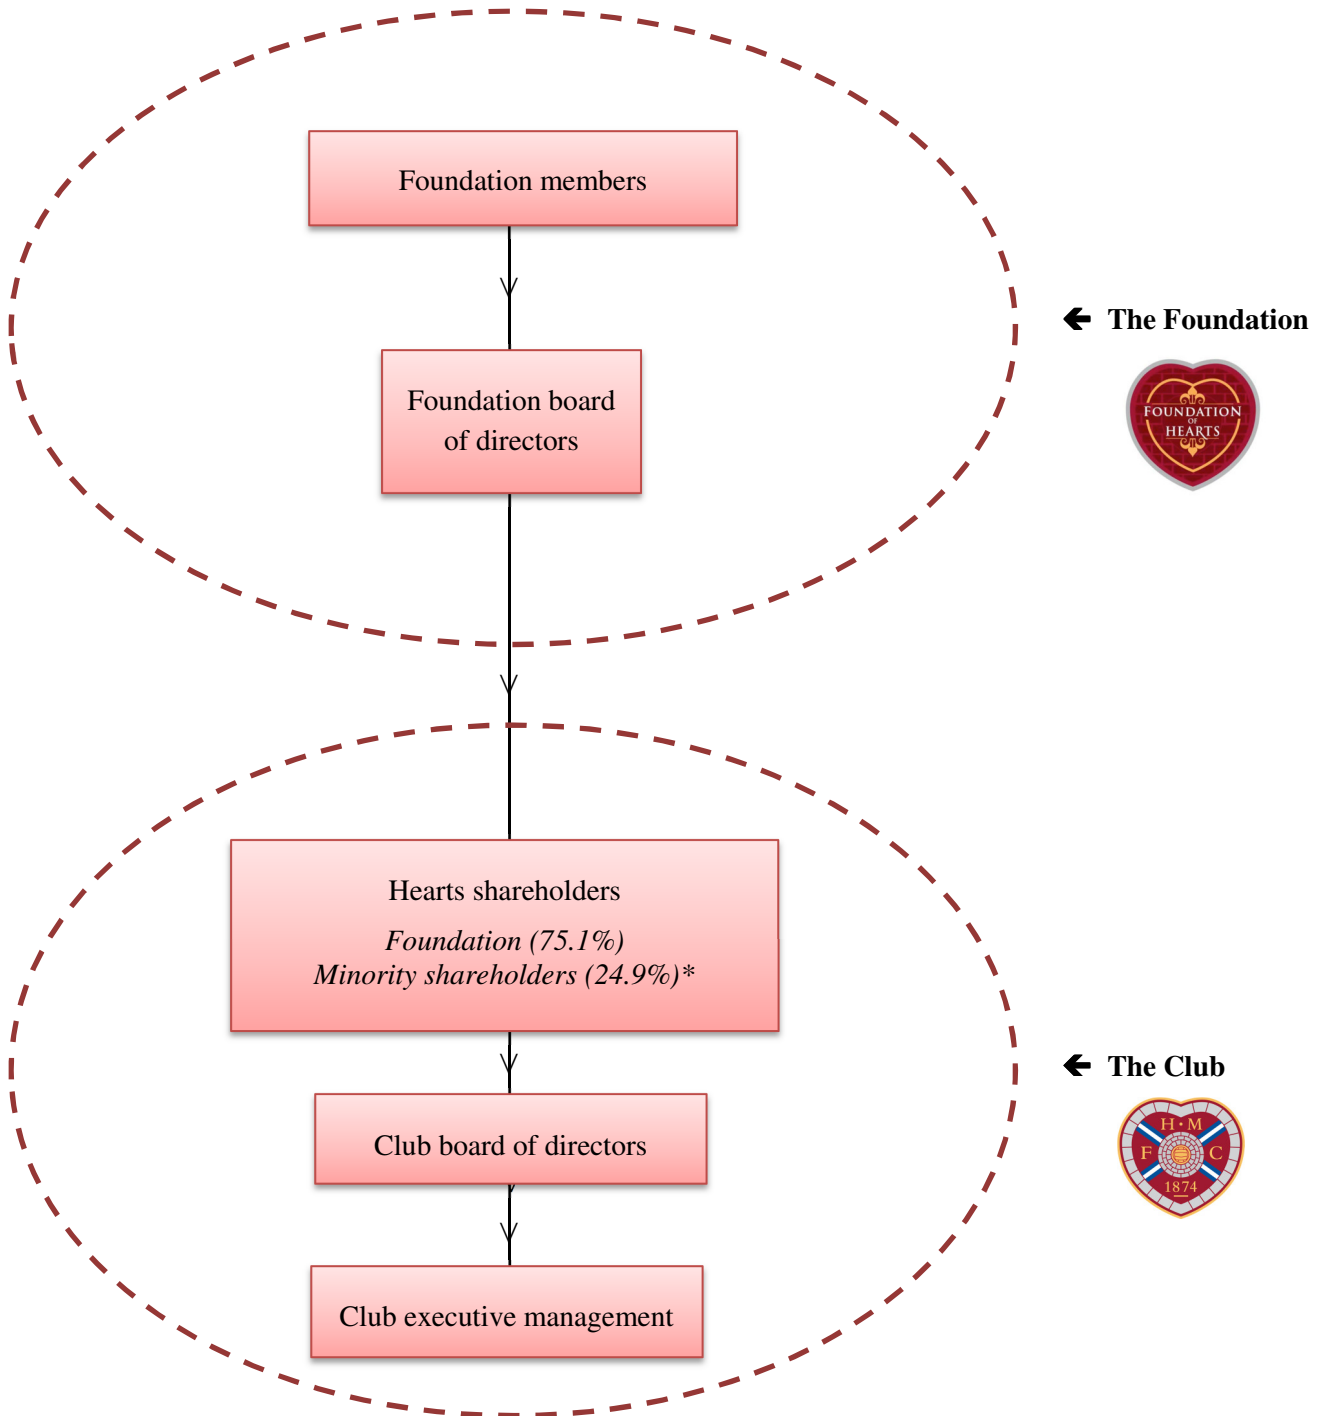 Foundation members
🡸 The Foundation
Foundation board
of directors
FOUNDATION
OF
HEARTS
Hearts shareholders
Foundation (75.1%)
Minority shareholders (24.9%)*
🡸 The Club
Club board of directors
H · M
F C
1874
Club executive management